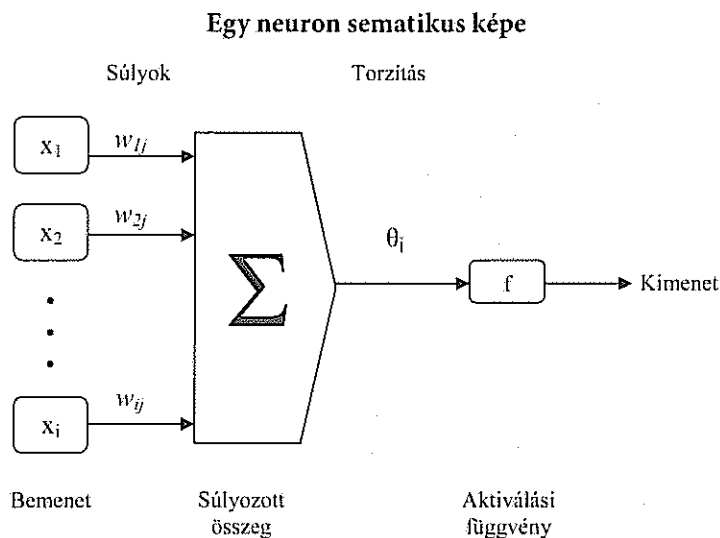 Egy neuron sematikus képe
Súlyok Torzítás
x₁ w₁ⱼ
x₂ w₂ⱼ
Σ θⱼ f Kimenet
xᵢ wᵢⱼ
Bemenet Súlyozott összeg Aktiválási függvény